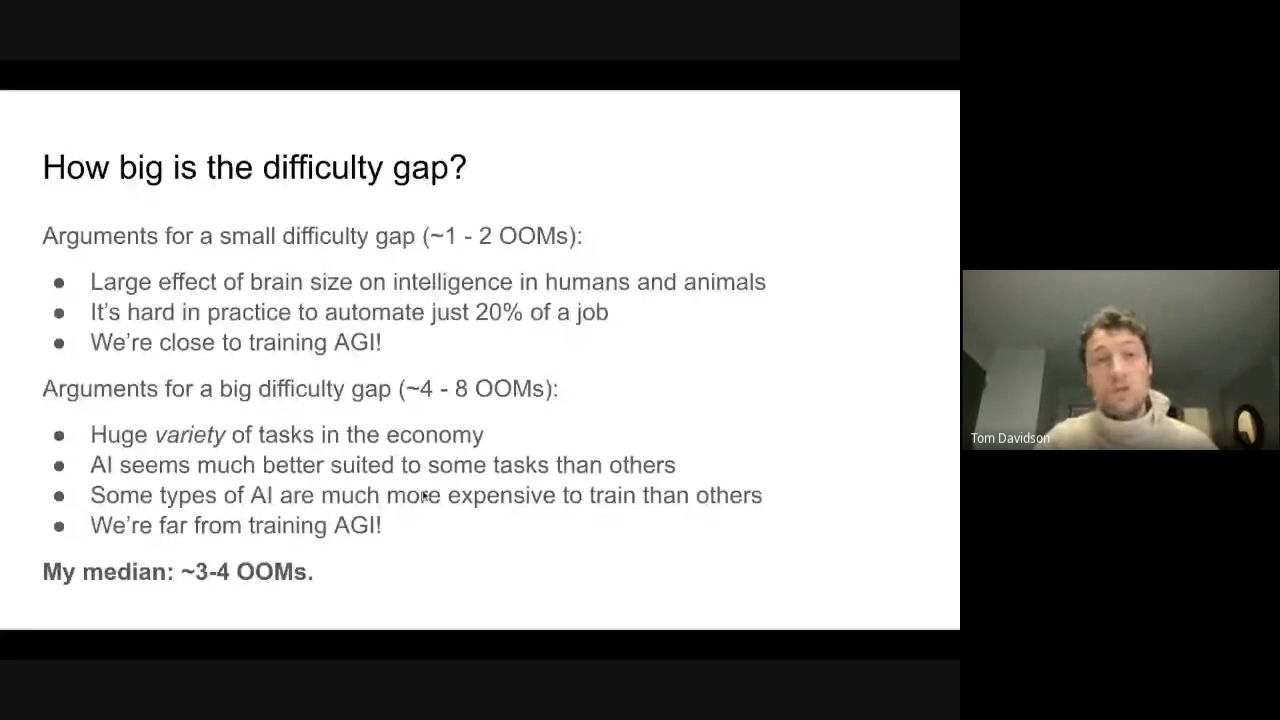 How big is the difficulty gap?
Arguments for a small difficulty gap (~1 - 2 OOMs):
● Large effect of brain size on intelligence in humans and animals
● It’s hard in practice to automate just 20% of a job
● We’re close to training AGI!
Arguments for a big difficulty gap (~4 - 8 OOMs):
● Huge variety of tasks in the economy
● AI seems much better suited to some tasks than others
● Some types of AI are much more expensive to train than others
● We’re far from training AGI!
My median: ~3-4 OOMs.
Tom Davidson